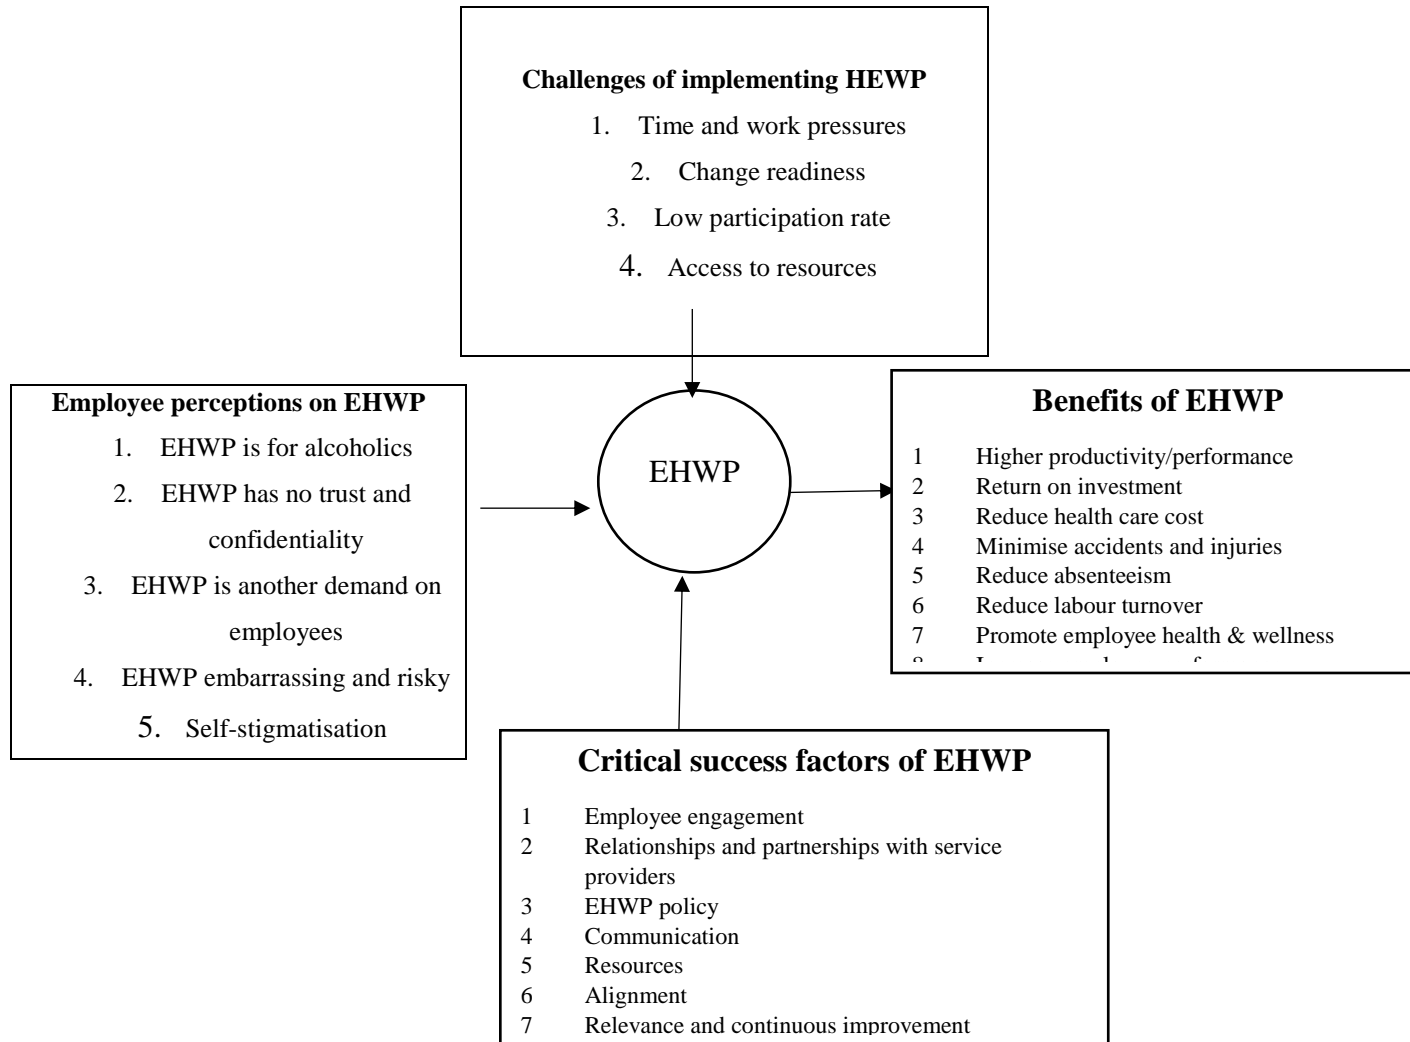 Challenges of implementing HEWP
1. Time and work pressures
2. Change readiness
3. Low participation rate
4. Access to resources
Employee perceptions on EHWP
1. EHWP is for alcoholics
2. EHWP has no trust and
confidentiality
3. EHWP is another demand on
employees
4. EHWP embarrassing and risky
5. Self-stigmatisation
EHWP
Benefits of EHWP
1 Higher productivity/performance
2 Return on investment
3 Reduce health care cost
4 Minimise accidents and injuries
5 Reduce absenteeism
6 Reduce labour turnover
7 Promote employee health & wellness
Critical success factors of EHWP
1 Employee engagement
2 Relationships and partnerships with service
providers
3 EHWP policy
4 Communication
5 Resources
6 Alignment
7 Relevance and continuous improvement